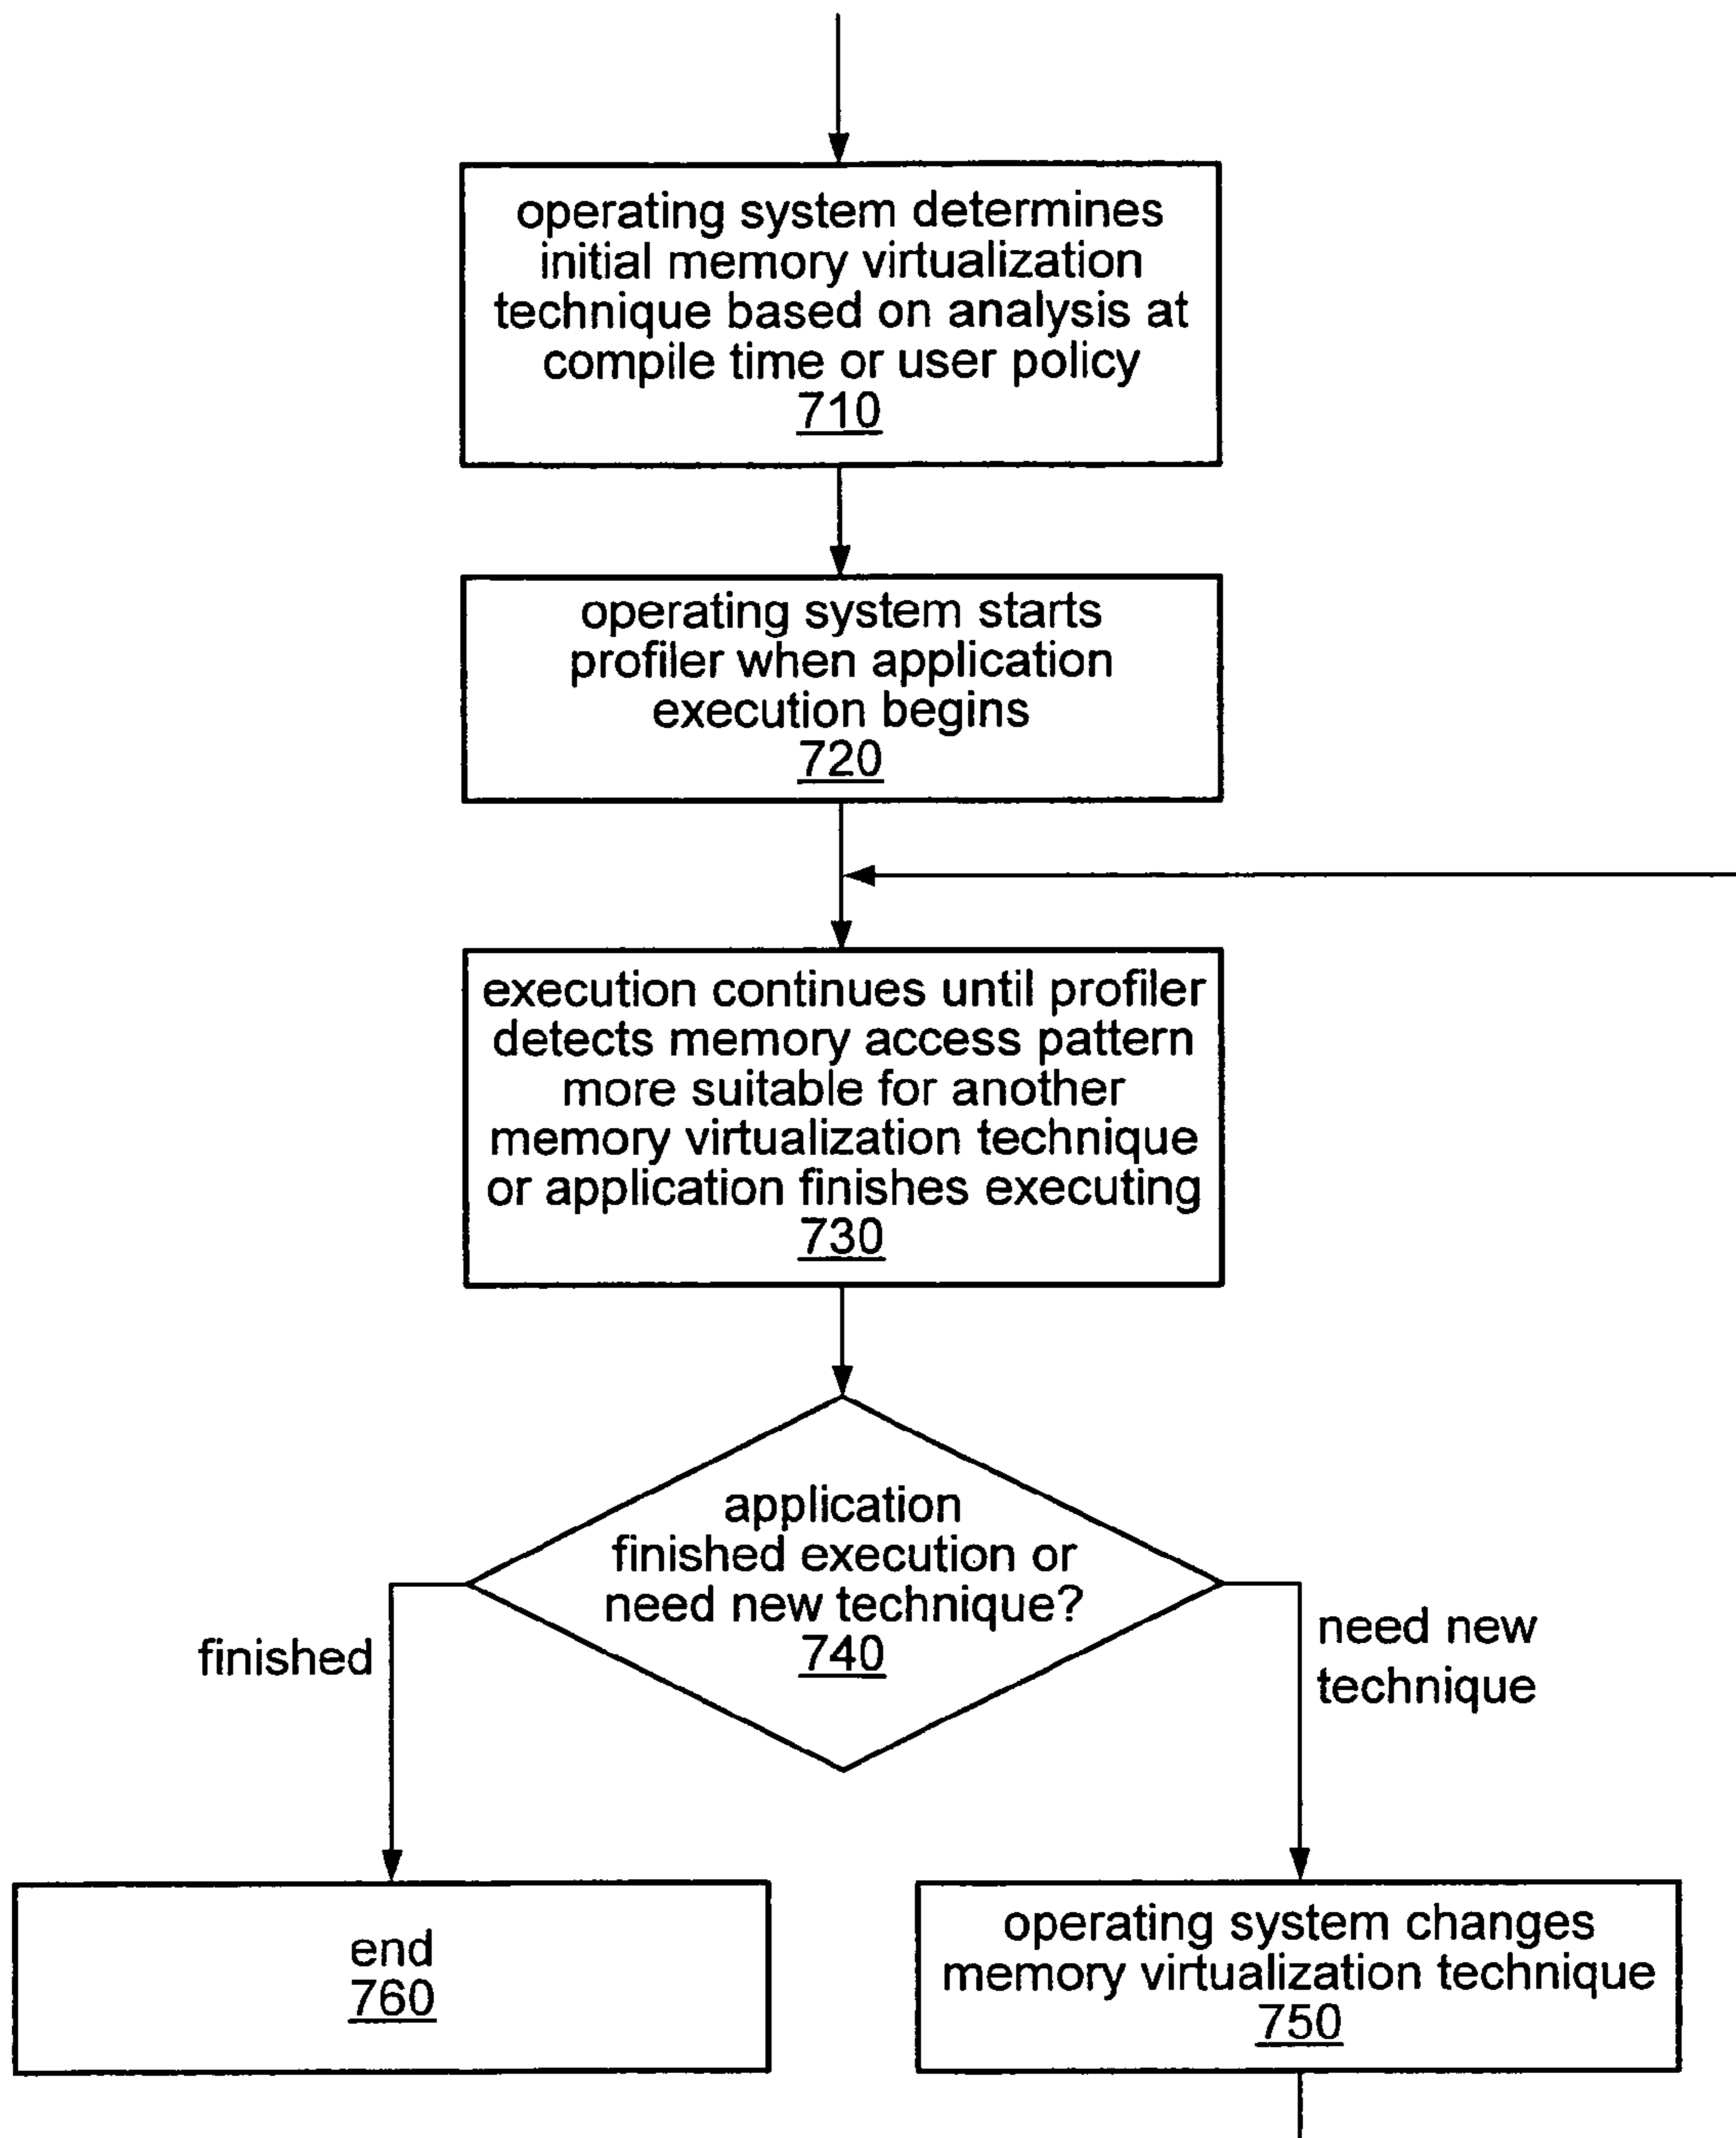 operating system determines
initial memory virtualization
technique based on analysis at
compile time or user policy
710
operating system starts
profiler when application
execution begins
720
execution continues until profiler
detects memory access pattern
more suitable for another
memory virtualization technique
or application finishes executing
730
application
finished execution or
need new technique?
740
finished
need new
technique
end
760
operating system changes
memory virtualization technique
750